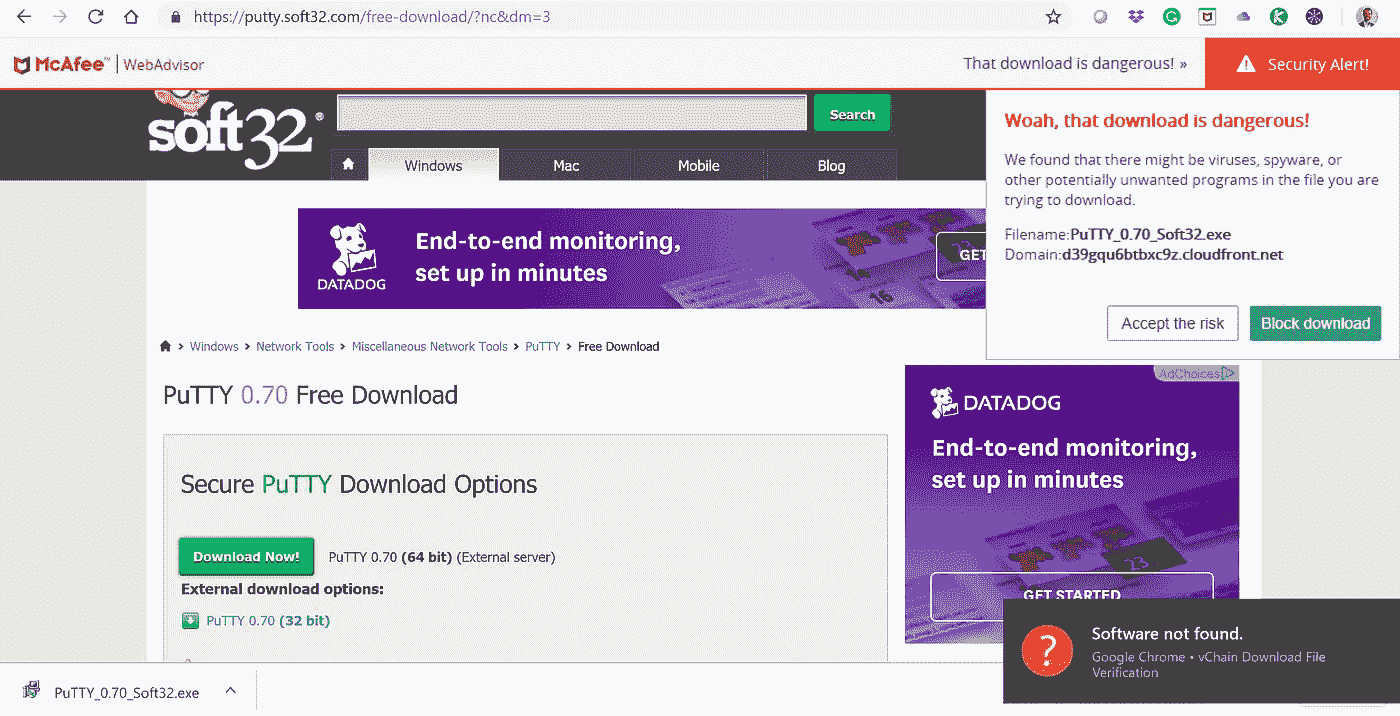 https://putty.soft32.com/free-download/?nc&dm=3
McAfee™ | WebAdvisor
That download is dangerous! »
Security Alert!
soft32®
Search
Windows
Mac
Mobile
Blog
Woah, that download is dangerous!
We found that there might be viruses, spyware, or
other potentially unwanted programs in the file you are
trying to download.
Filename:PuTTY_0.70_Soft32.exe
Domain:d39gqu6btbxc9z.cloudfront.net
Accept the risk
Block download
DATADOG
End-to-end monitoring,
set up in minutes
GET
16
Windows > Network Tools > Miscellaneous Network Tools > PuTTY > Free Download
PuTTY 0.70 Free Download
AdChoices
DATADOG
End-to-end monitoring,
set up in minutes
23
GET STARTED
Secure PuTTY Download Options
Download Now!
PuTTY 0.70 (64 bit) (External server)
External download options:
PuTTY 0.70 (32 bit)
Software not found.
Google Chrome • vChain Download File
Verification
PuTTY_0.70_Soft32.exe